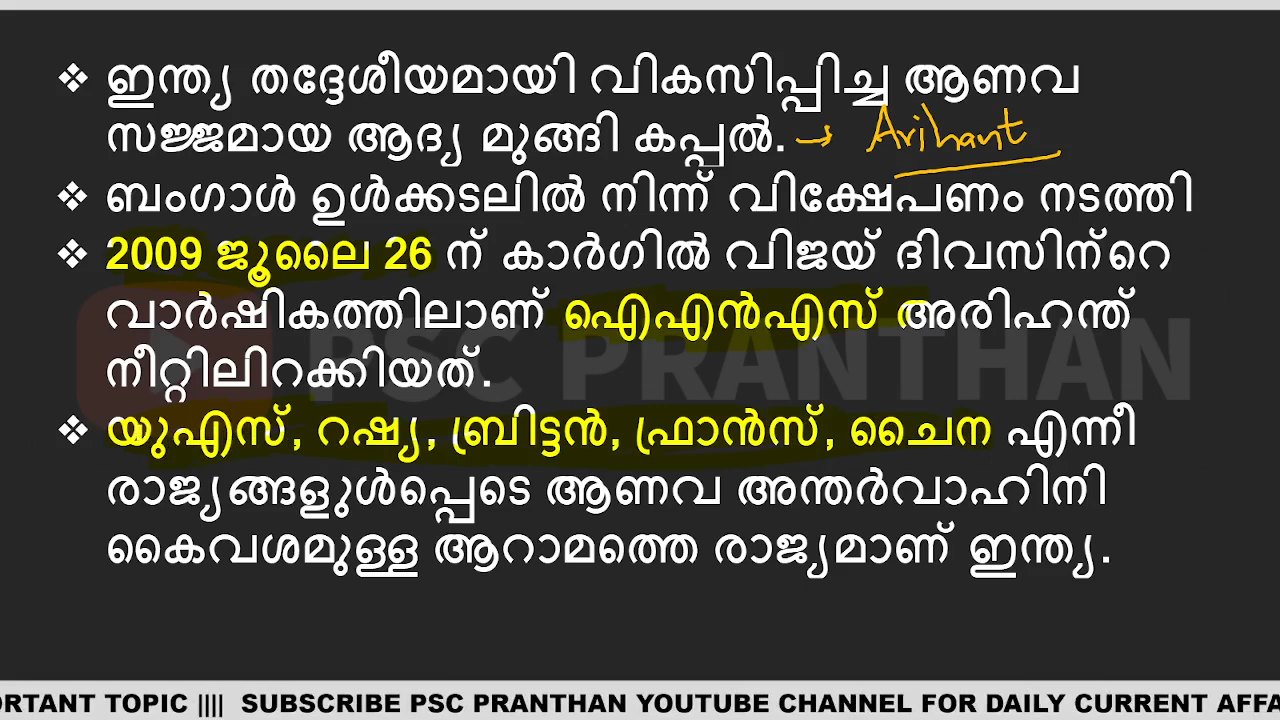 ❖ ഇന്ത്യ തദ്ദേശീയമായി വികസിപ്പിച്ച ആണവ
സജ്ജമായ ആദ്യ മുങ്ങി കപ്പൽ. → Arihant
❖ ബംഗാൾ ഉൾക്കടലിൽ നിന്ന് വിക്ഷേപണം നടത്തി
❖ 2009 ജൂലൈ 26 ന് കാർഗിൽ വിജയ് ദിവസിന്റെ
വാർഷികത്തിലാണ് ഐഎൻഎസ് അരിഹന്ത്
നീറ്റിലിറക്കിയത്.
PSC PRANTHAN
❖ യുഎസ്, റഷ്യ, ബ്രിട്ടൻ, ഫ്രാൻസ്, ചൈന എന്നീ
രാജ്യങ്ങളുൾപ്പെടെ ആണവ അന്തർവാഹിനി
കൈവശമുള്ള ആറാമത്തെ രാജ്യമാണ് ഇന്ത്യ.
ORTANT TOPIC |||| SUBSCRIBE PSC PRANTHAN YOUTUBE CHANNEL FOR DAILY CURRENT AFFA